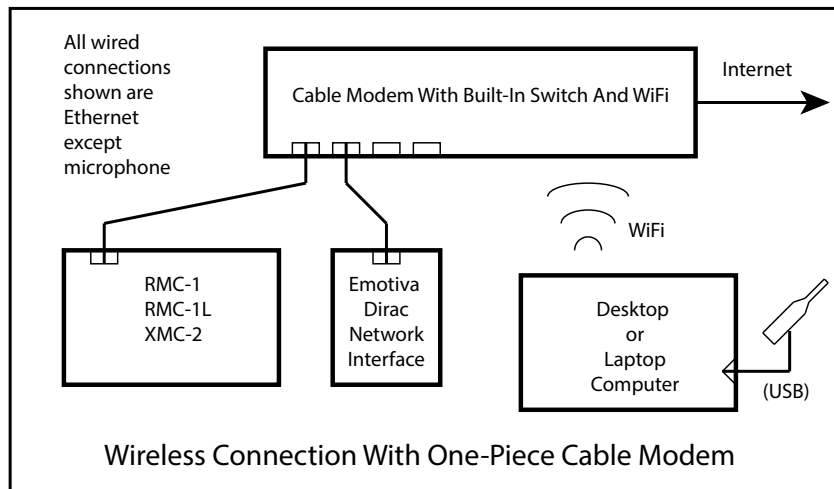 All wired
connections
shown are
Ethernet
except
microphone
Cable Modem With Built-In Switch And WiFi
Internet
WiFi
RMC-1
RMC-1L
XMC-2
Emotiva
Dirac
Network
Interface
Desktop
or
Laptop
Computer
(USB)
Wireless Connection With One-Piece Cable Modem